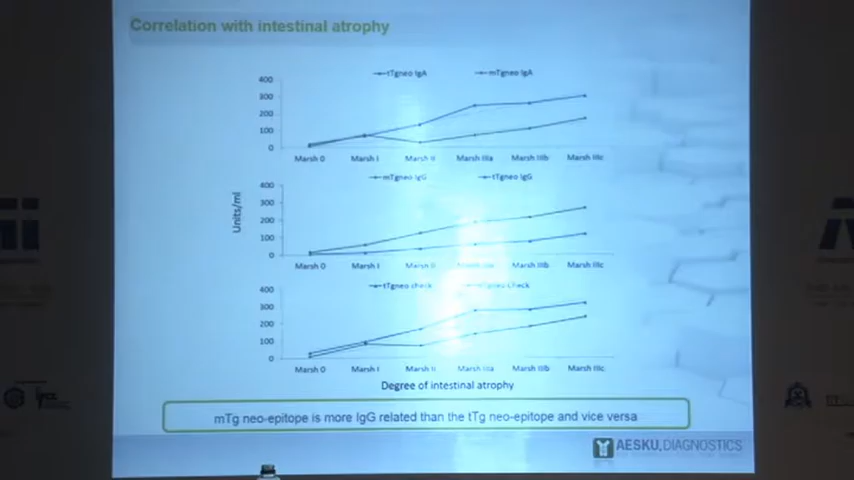 Correlation with intestinal atrophy
tTgneo IgA mTgneo IgA
400
300
200
100
0
Marsh 0 Marsh I Marsh II Marsh IIIa Marsh IIIb Marsh IIIc
mTgneo IgG tTgneo IgG
Units/ml
400
300
200
100
0
Marsh 0 Marsh I Marsh II Marsh IIIa Marsh IIIb Marsh IIIc
tTgneo check check
400
300
200
100
0
Marsh 0 Marsh I Marsh II Marsh IIIa Marsh IIIb Marsh IIIc
Degree of intestinal atrophy
mTg neo-epitope is more IgG related than the tTg neo-epitope and vice versa
AESKU.DIAGNOSTICS